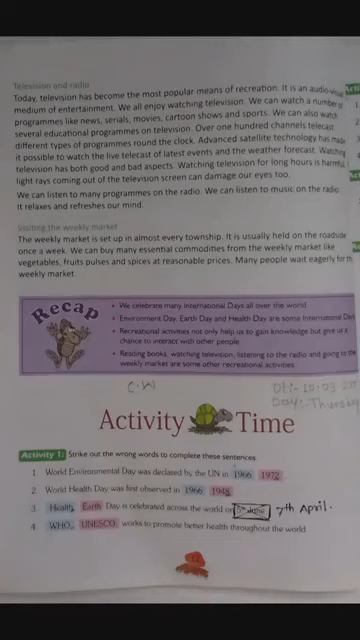 Television and radio
Today, television has become the most popular means of recreation. It is an audio-visual
medium of entertainment. We all enjoy watching television. We can watch a number of
programmes like news, serials, movies, cartoon shows and sports. We can also watch
several educational programmes on television. Over one hundred channels telecast
different types of programmes round the clock. Advanced satellite technology has made
it possible to watch the live telecast of latest events and the weather forecast. Watching
television has both good and bad aspects. Watching television for long hours is harmful
light rays coming out of the television screen can damage our eyes too.
We can listen to many programmes on the radio. We can listen to music on the radio
It relaxes and refreshes our mind.
Visiting the weekly market
The weekly market is set up in almost every township. It is usually held on the roadside
once a week. We can buy many essential commodities from the weekly market like
vegetables, fruits pulses and spices at reasonable prices. Many people wait eagerly for th
weekly market.
Recap
• We celebrate many International Days all over the world
• Environment Day, Earth Day and Health Day are some International Days
• Recreational activities not only help us to gain knowledge but give us a
chance to interact with other people
• Reading books, watching television, listening to the radio and going to the
weekly market are some other recreational activities
C.W
Dt:- 10.03.20
Day:- Thursday
Activity Time
Activity 1: Strike out the wrong words to complete these sentences
1. World Environmental Day was declared by the UN in 1966 1972
2. World Health Day was first observed in 1966 1948
3. Health Earth Day is celebrated across the world on 5th June 7th April.
4. WHO UNESCO works to promote better health throughout the world